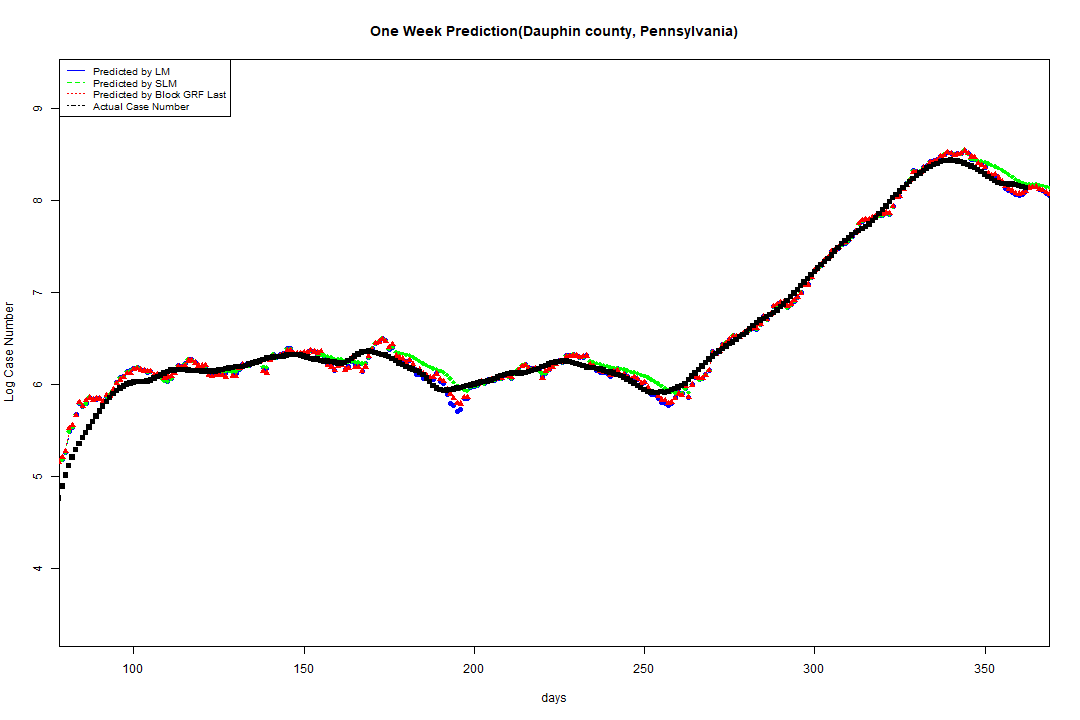 One Week Prediction(Dauphin county, Pennsylvania)
Predicted by LM
Predicted by SLM
Predicted by Block GRF Last
Actual Case Number
9
8
7
6
5
4
Log Case Number
100 150 200 250 300 350
days